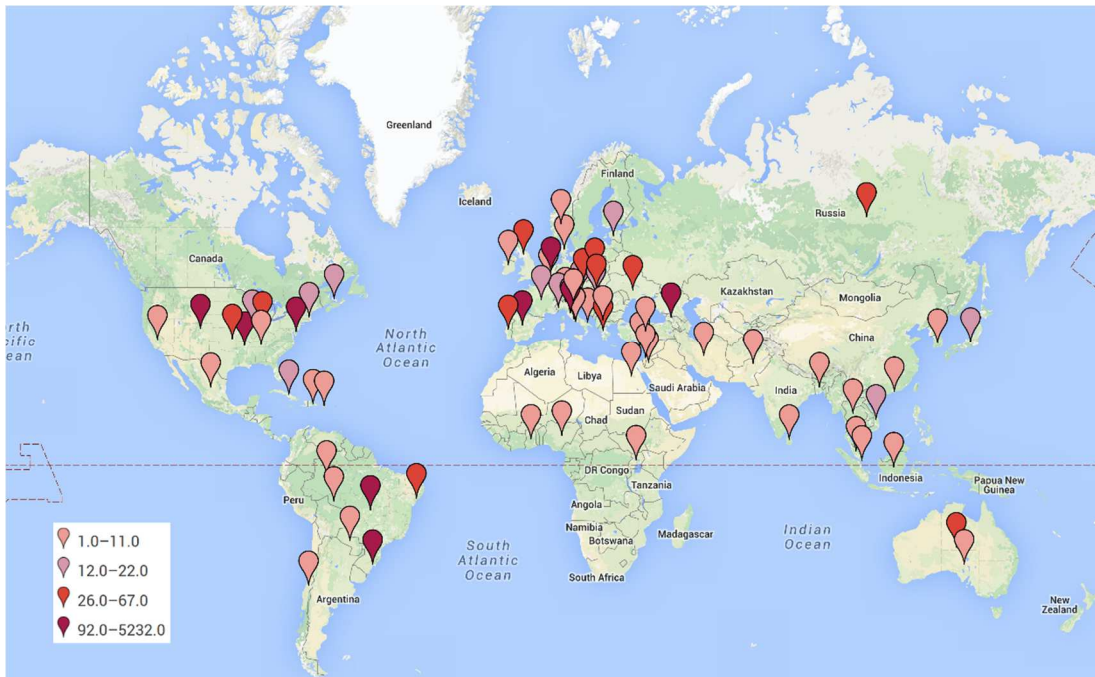 Greenland
Finland
Iceland
Russia
Canada
Kazakhstan
Mongolia
North
Atlantic
Ocean
China
Algeria
Libya
Saudi Arabia
India
Chad
Sudan
DR Congo
Indonesia
Papua New
Guinea
Tanzania
Peru
Angola
Namibia
Botswana
Madagascar
Indian
Ocean
South
Atlantic
Ocean
South Africa
Argentina
New
Zealand
1.0–11.0
12.0–22.0
26.0–67.0
92.0–5232.0